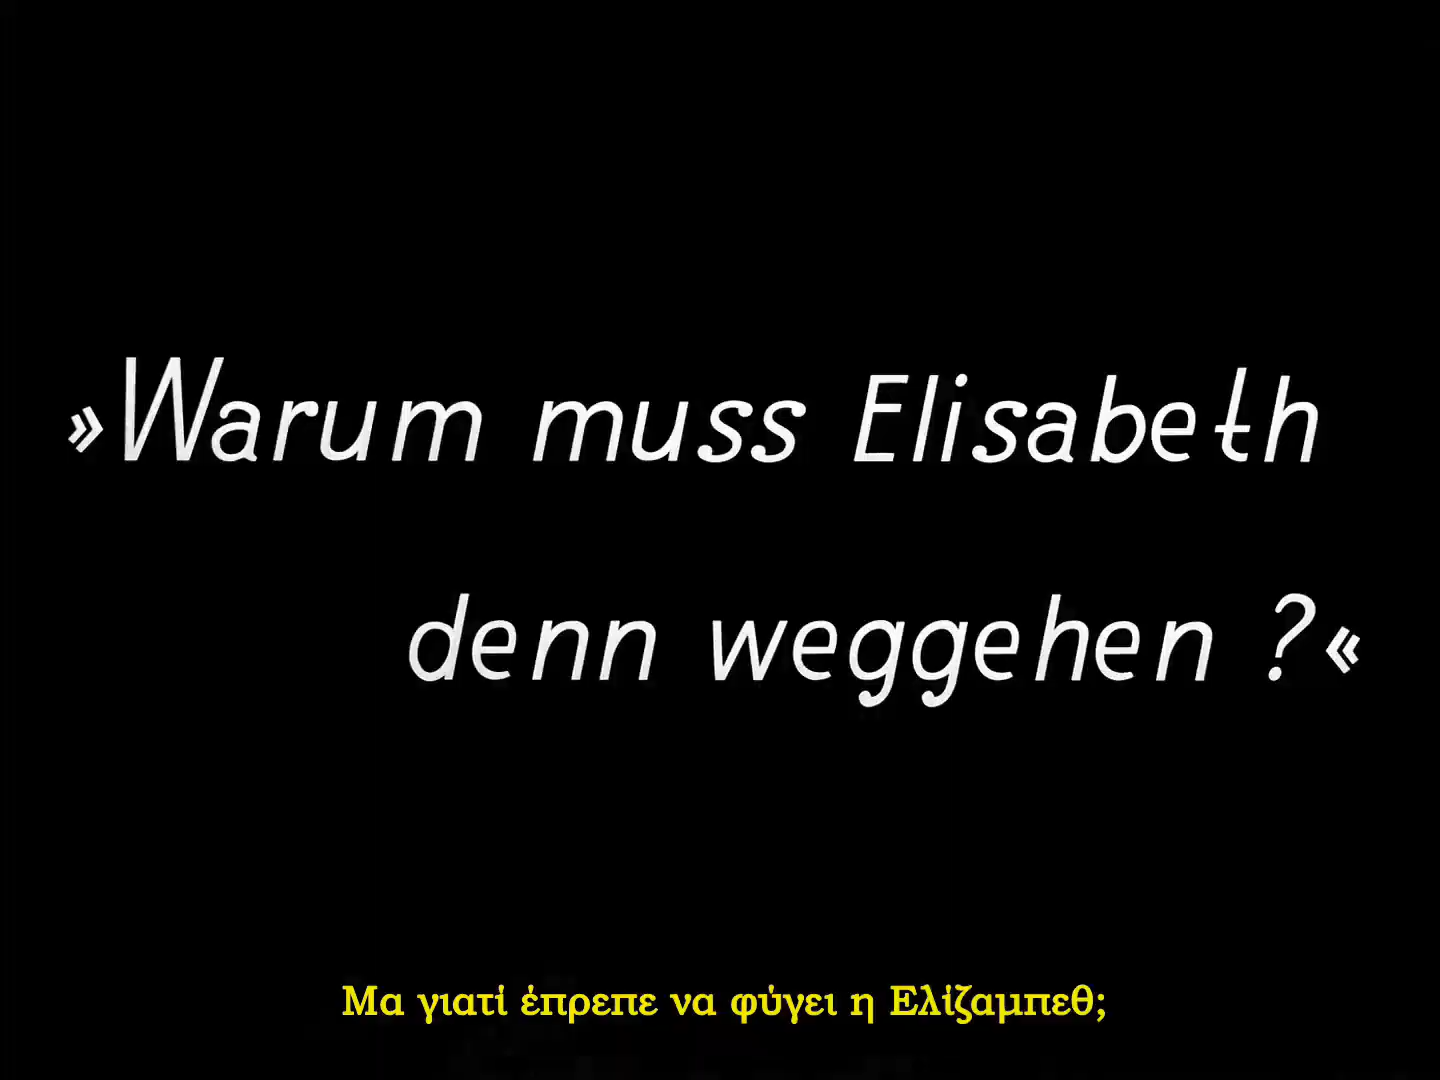 »Warum muss Elisabeth
denn weggehen ?«
Μα γιατί έπρεπε να φύγει η Ελίζαμπεθ;